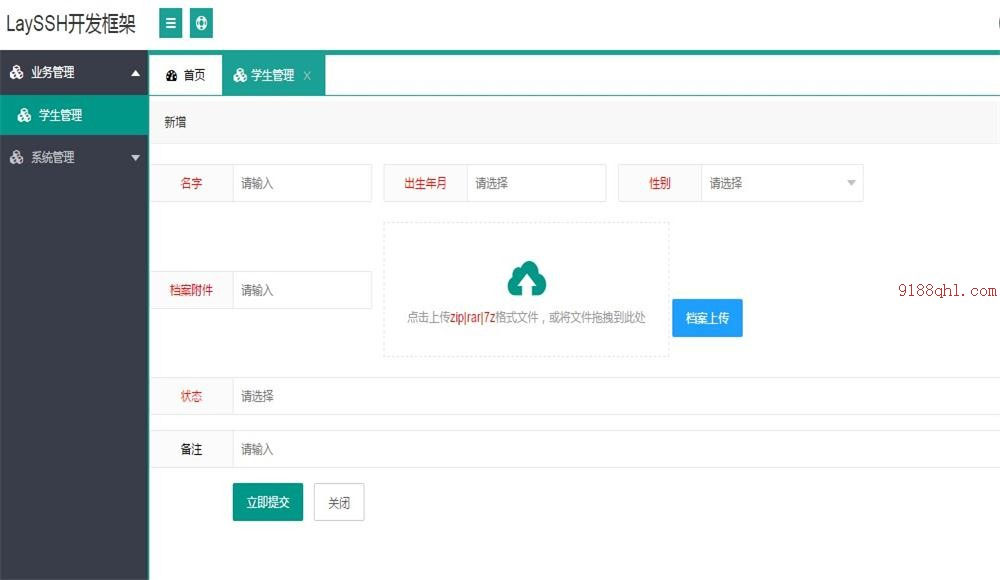 LaySSH开发框架
业务管理
首页
学生管理 X
学生管理
新增
系统管理
名字 请输入
出生年月 请选择
性别 请选择
档案附件 请输入
点击上传zip|rar|7z格式文件，或将文件拖拽到此处
档案上传
9188qhl.com
状态 请选择
备注 请输入
立即提交 关闭